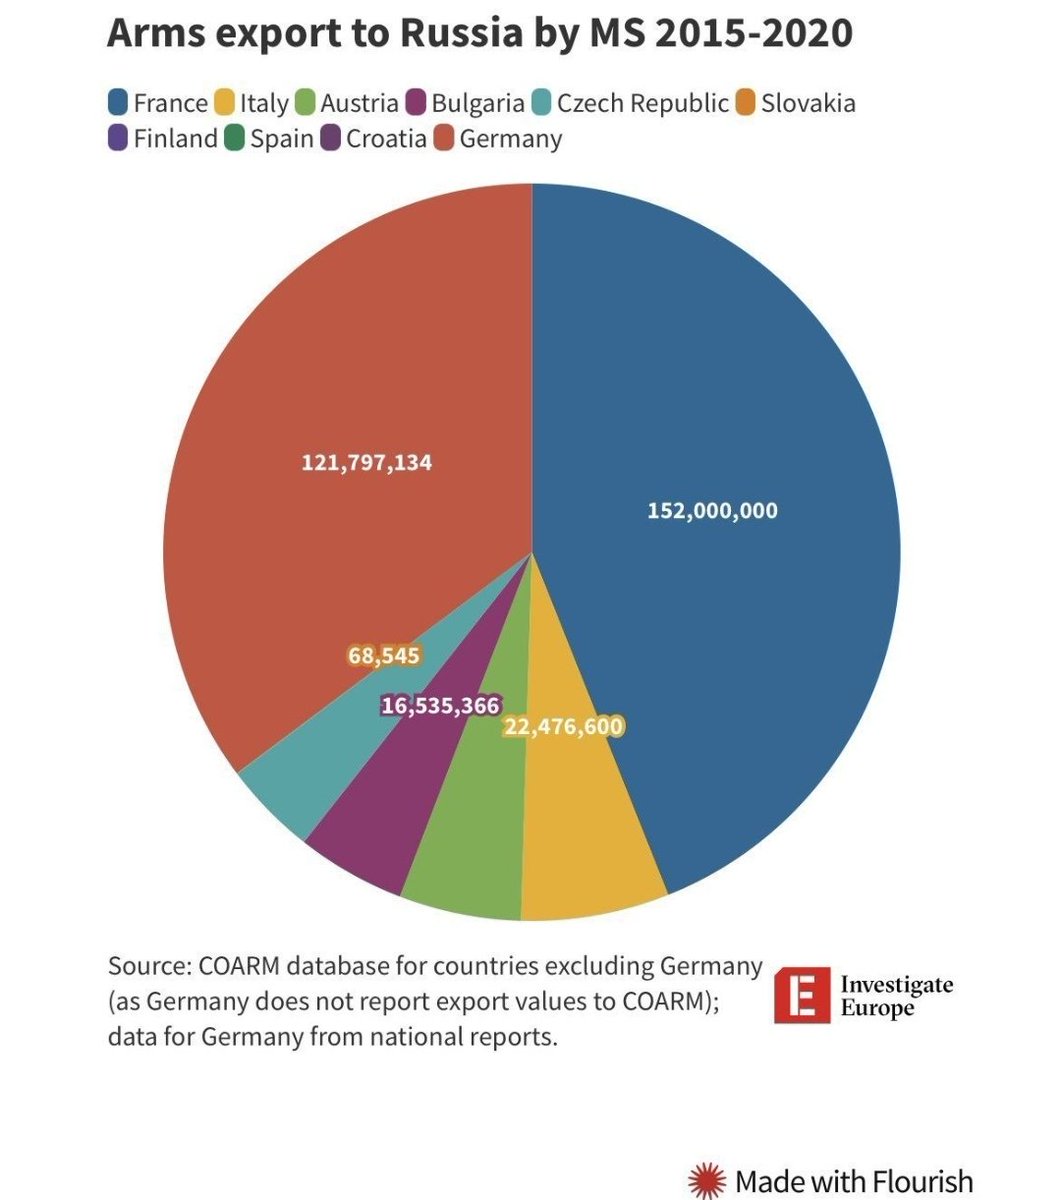 Arms export to Russia by MS 2015-2020
France Italy Austria Bulgaria Czech Republic Slovakia
Finland Spain Croatia Germany
121,797,134
152,000,000
68,545
16,535,366
22,476,600
Source: COARM database for countries excluding Germany
(as Germany does not report export values to COARM);
data for Germany from national reports.
Investigate
Europe
Made with Flourish